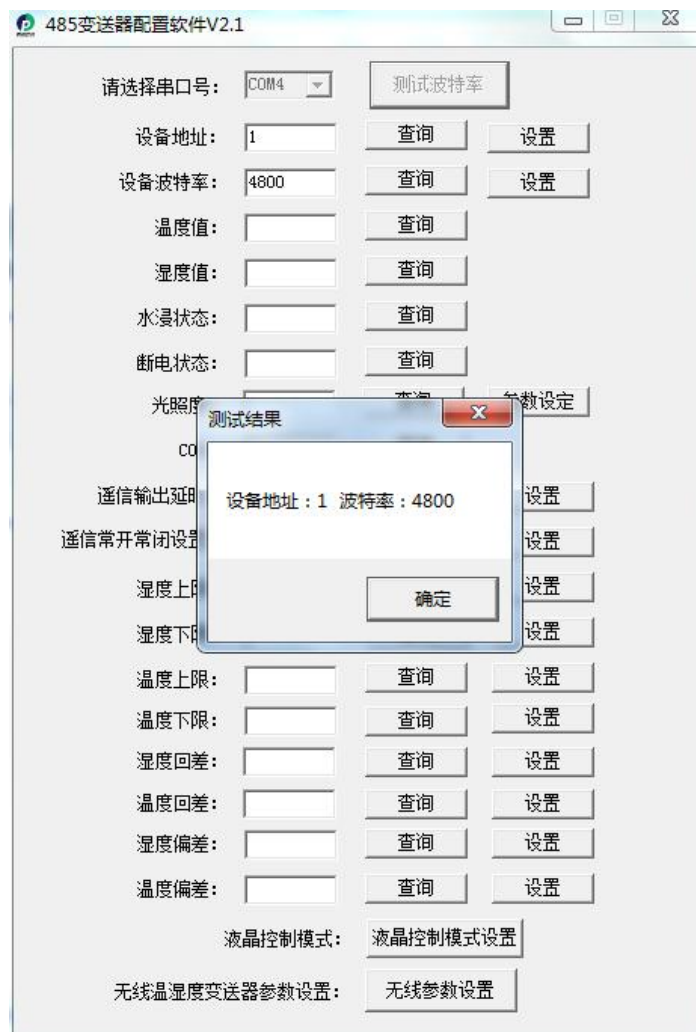 485变送器配置软件V2.1
请选择串口号： COM4 测试波特率
设备地址： 1 查询 设置
设备波特率： 4800 查询 设置
温度值： 查询
湿度值： 查询
水浸状态： 查询
断电状态： 查询
光照度 查询 参数设定
测试结果
CO
设备地址：1 波特率：4800
遥信输出延时 设置
遥信常开常闭设置 设置
确定
湿度上限 设置
湿度下限 设置
温度上限： 查询 设置
温度下限： 查询 设置
湿度回差： 查询 设置
温度回差： 查询 设置
湿度偏差： 查询 设置
温度偏差： 查询 设置
液晶控制模式： 液晶控制模式设置
无线温湿度变送器参数设置： 无线参数设置